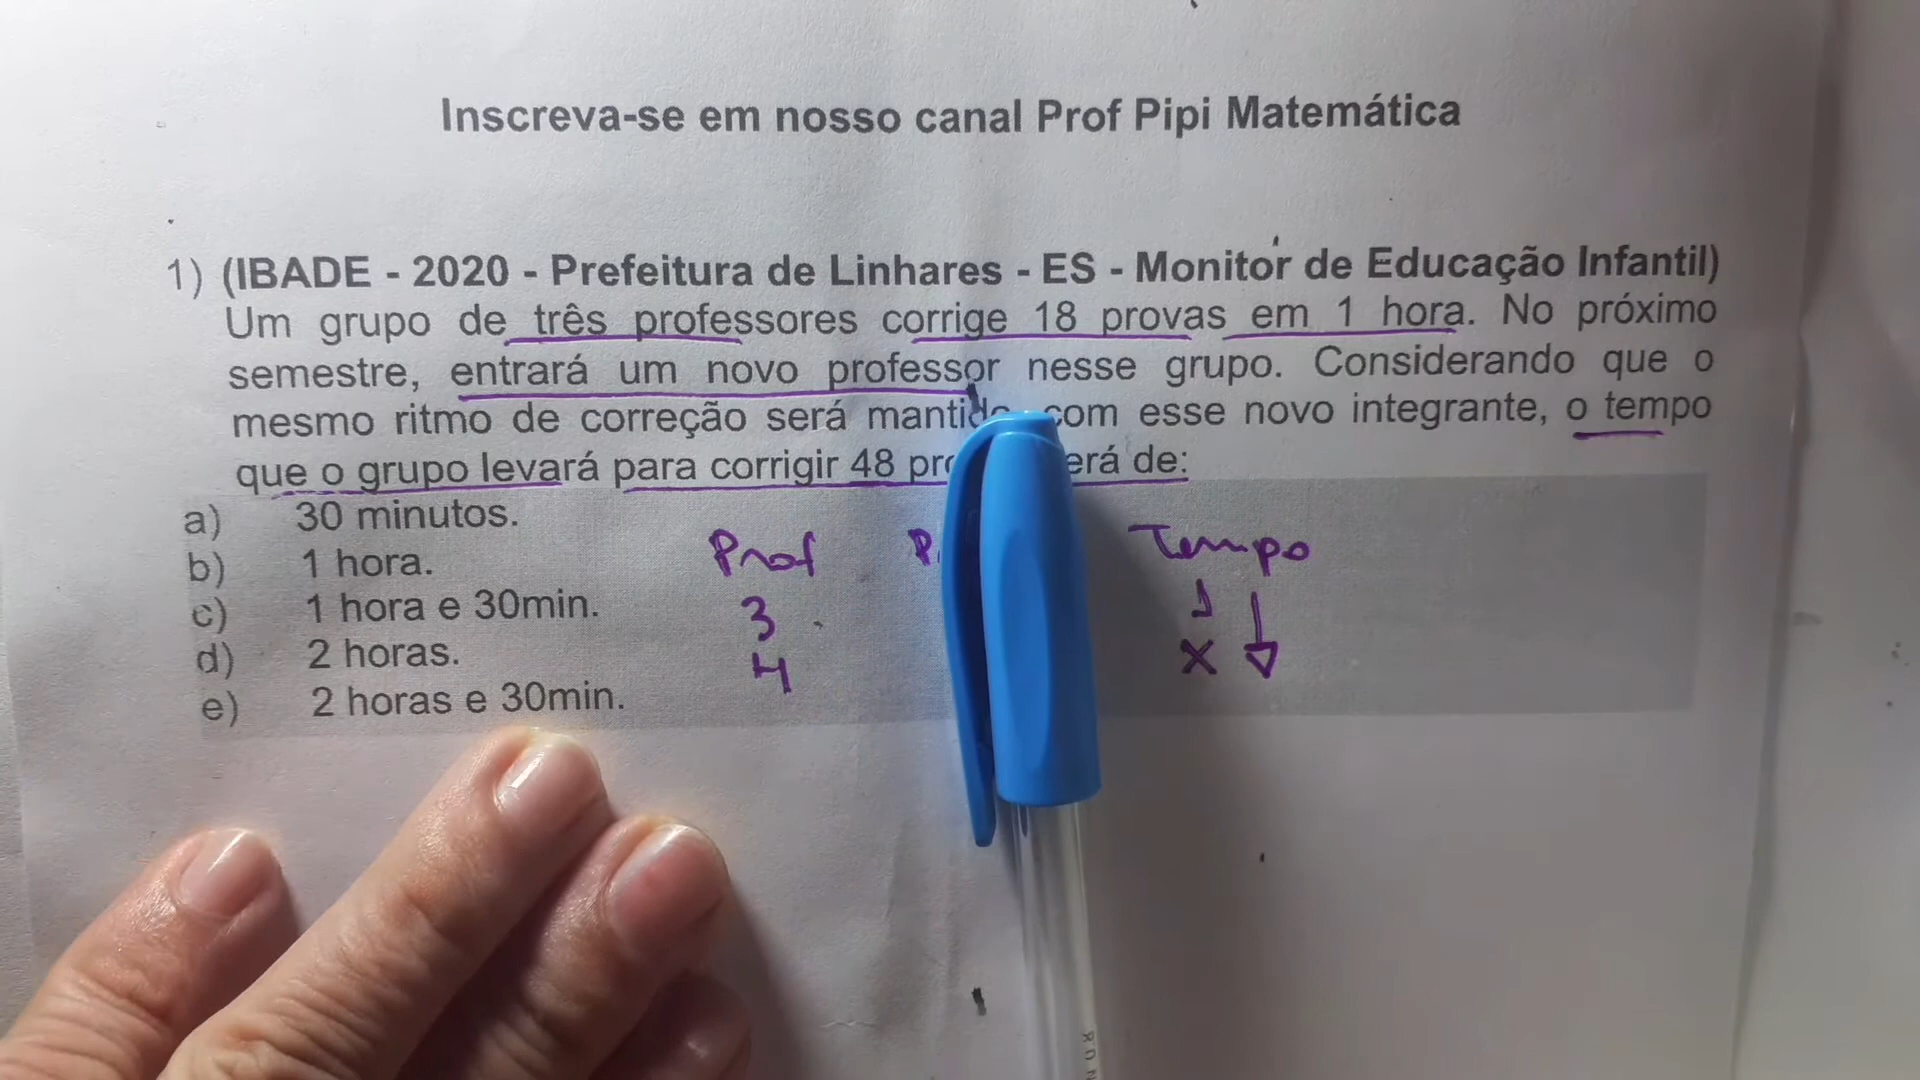 Inscreva-se em nosso canal Prof Pipi Matemática
1) (IBADE - 2020 - Prefeitura de Linhares - ES - Monitor de Educação Infantil)
Um grupo de três professores corrige 18 provas em 1 hora. No próximo
semestre, entrará um novo professor nesse grupo. Considerando que o
mesmo ritmo de correção será com esse novo integrante, o tempo
que o grupo levará para corrigir 48 de:
a) 30 minutos.
b) 1 hora.
c) 1 hora e 30min.
d) 2 horas.
e) 2 horas e 30min.
Prof Tempo
3 1
4 x